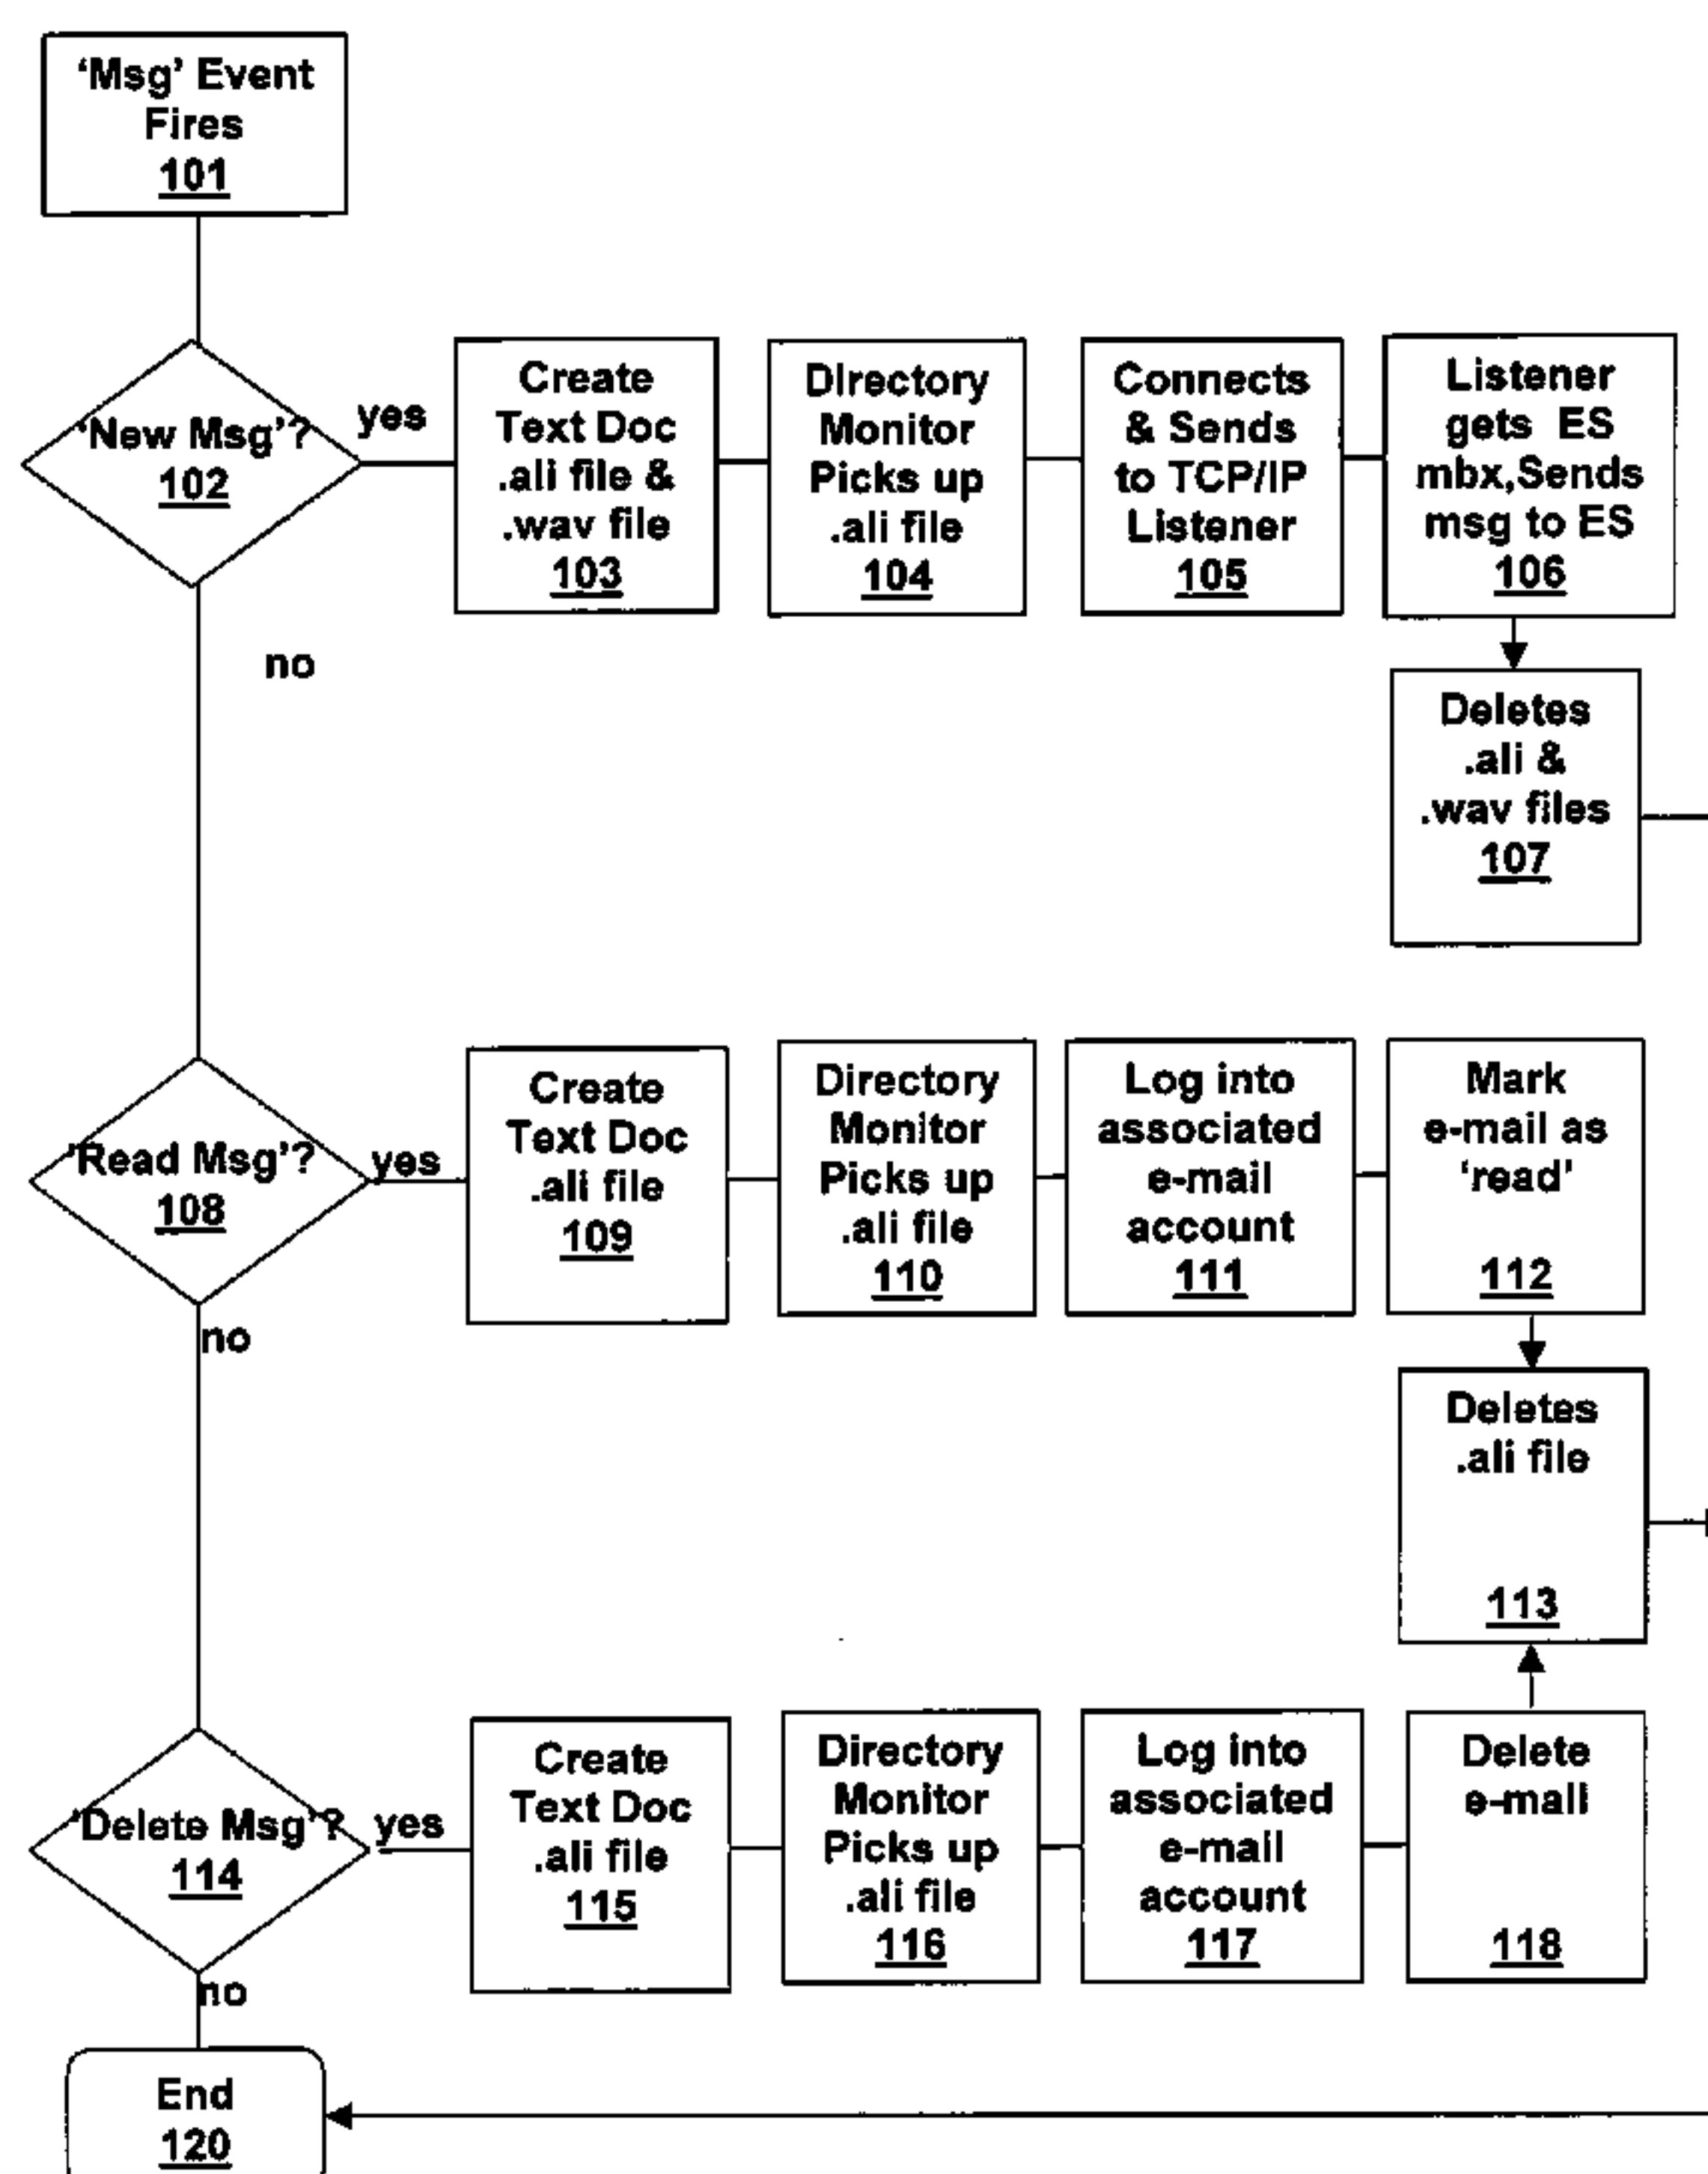 'Msg' Event
Fires
101
'New Msg'?
102
yes
no
Create
Text Doc
.ali file &
.wav file
103
Directory
Monitor
Picks up
.ali file
104
Connects
& Sends
to TCP/IP
Listener
105
Listener
gets ES
mbx,Sends
msg to ES
106
Deletes
.ali &
.wav files
107
'Read Msg'?
108
yes
no
Create
Text Doc
.ali file
109
Directory
Monitor
Picks up
.ali file
110
Log into
associated
e-mail
account
111
Mark
e-mail as
'read'
112
Deletes
.ali file
113
'Delete Msg'?
114
yes
no
Create
Text Doc
.ali file
115
Directory
Monitor
Picks up
.ali file
116
Log into
associated
e-mail
account
117
Delete
e-mail
118
End
120